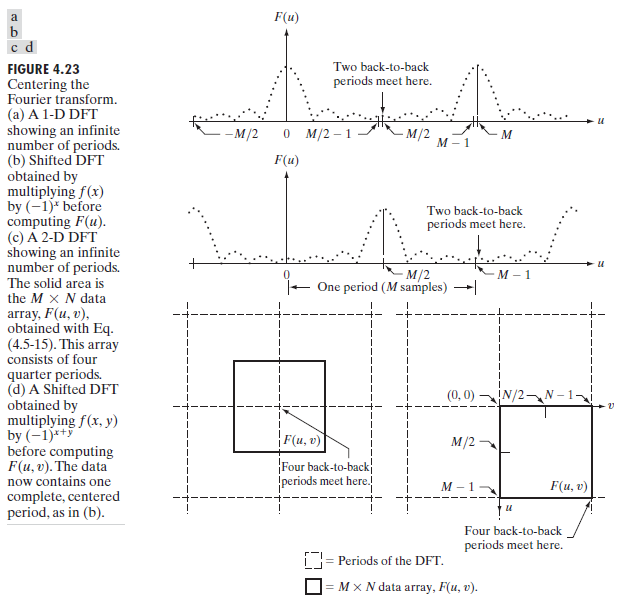 a
b
c d
FIGURE 4.23
Centering the
Fourier transform.
(a) A 1-D DFT
showing an infinite
number of periods.
(b) Shifted DFT
obtained by
multiplying f(x)
by (−1)ˣ before
computing F(u).
(c) A 2-D DFT
showing an infinite
number of periods.
The solid area is
the M × N data
array, F(u, v),
obtained with Eq.
(4.5-15). This array
consists of four
quarter periods.
(d) A Shifted DFT
obtained by
multiplying f(x, y)
by (−1)ˣ⁺ʸ
before computing
F(u, v). The data
now contains one
complete, centered
period, as in (b).
F(u)
Two back-to-back
periods meet here.
u
−M/2 0 M/2 − 1 M/2 M − 1 M
F(u)
Two back-to-back
periods meet here.
u
0 M/2 M − 1
One period (M samples)
F(u, v)
Four back-to-back
periods meet here.
(0, 0) N/2 N − 1
v
M/2
M − 1
F(u, v)
u
Four back-to-back
periods meet here.
= Periods of the DFT.
= M × N data array, F(u, v).